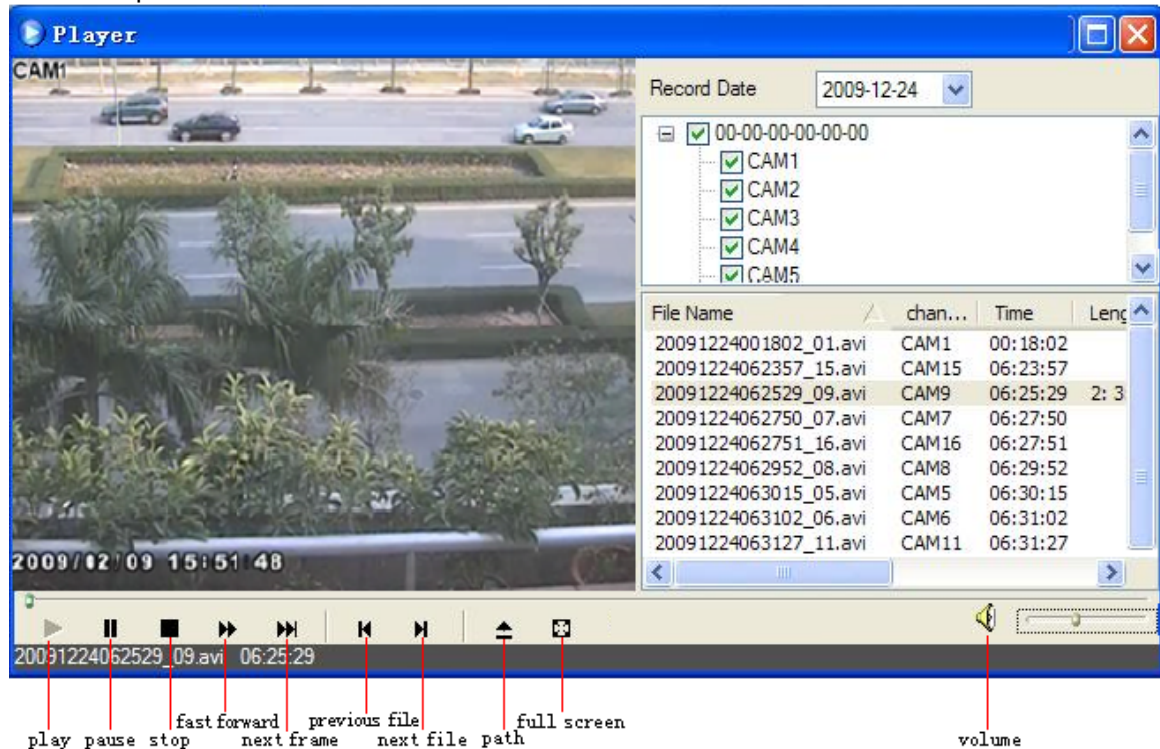 Player
CAM1
Record Date 2009-12-24
00-00-00-00-00-00
CAM1
CAM2
CAM3
CAM4
CAM5
File Name chan... Time Leng
20091224001802_01.avi CAM1 00:18:02
20091224062357_15.avi CAM15 06:23:57
20091224062529_09.avi CAM9 06:25:29 2: 3
20091224062750_07.avi CAM7 06:27:50
20091224062751_16.avi CAM16 06:27:51
20091224062952_08.avi CAM8 06:29:52
20091224063015_05.avi CAM5 06:30:15
20091224063102_06.avi CAM6 06:31:02
20091224063127_11.avi CAM11 06:31:27
2009/02/09 15:51:48
20091224062529_09.avi 06:25:29
play pause stop fast forward next frame previous file next file path full screen volume